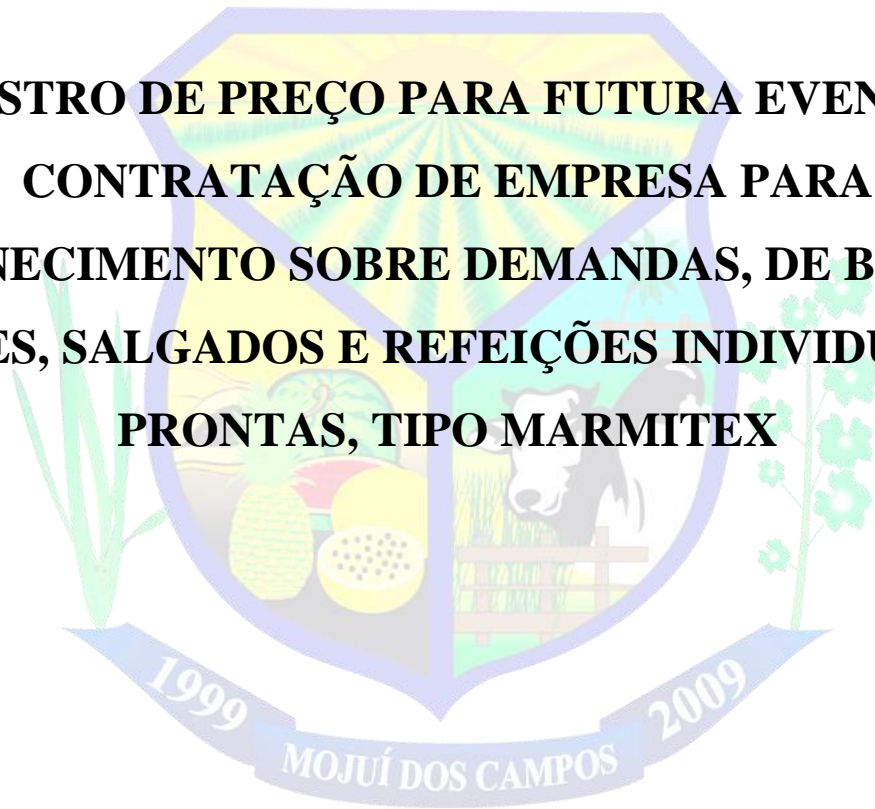 STRO DE PREÇO PARA FUTURA EVEN
CONTRATAÇÃO DE EMPRESA PARA
NECIMENTO SOBRE DEMANDAS, DE B
ES, SALGADOS E REFEIÇÕES INDIVIDU
PRONTAS, TIPO MARMITEX
1999
MOJUÍ DOS CAMPOS
2009